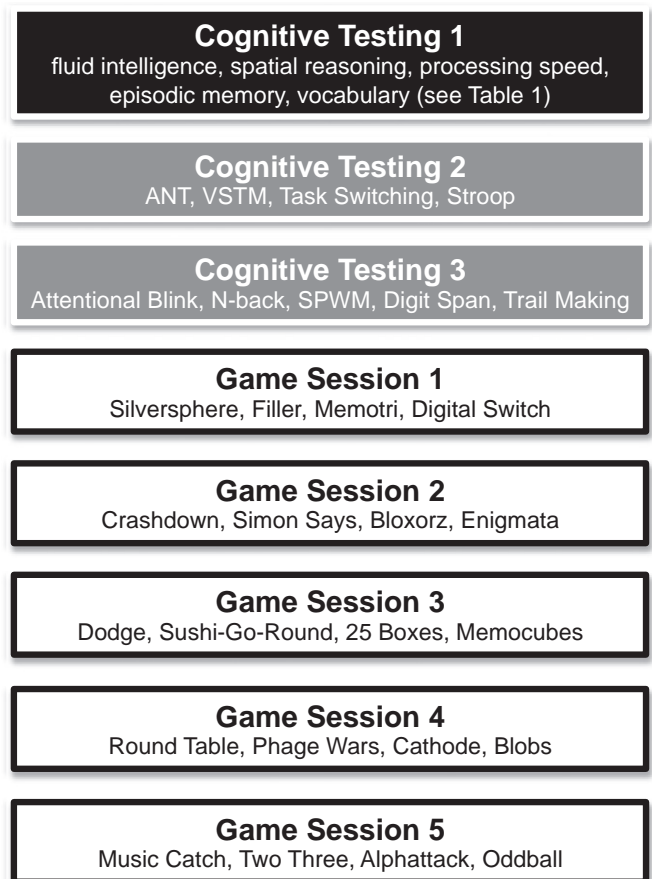 Cognitive Testing 1
fluid intelligence, spatial reasoning, processing speed,
episodic memory, vocabulary (see Table 1)
Cognitive Testing 2
ANT, VSTM, Task Switching, Stroop
Cognitive Testing 3
Attentional Blink, N-back, SPWM, Digit Span, Trail Making
Game Session 1
Silversphere, Filler, Memotri, Digital Switch
Game Session 2
Crashdown, Simon Says, Bloxorz, Enigmata
Game Session 3
Dodge, Sushi-Go-Round, 25 Boxes, Memocubes
Game Session 4
Round Table, Phage Wars, Cathode, Blobs
Game Session 5
Music Catch, Two Three, Alphattack, Oddball